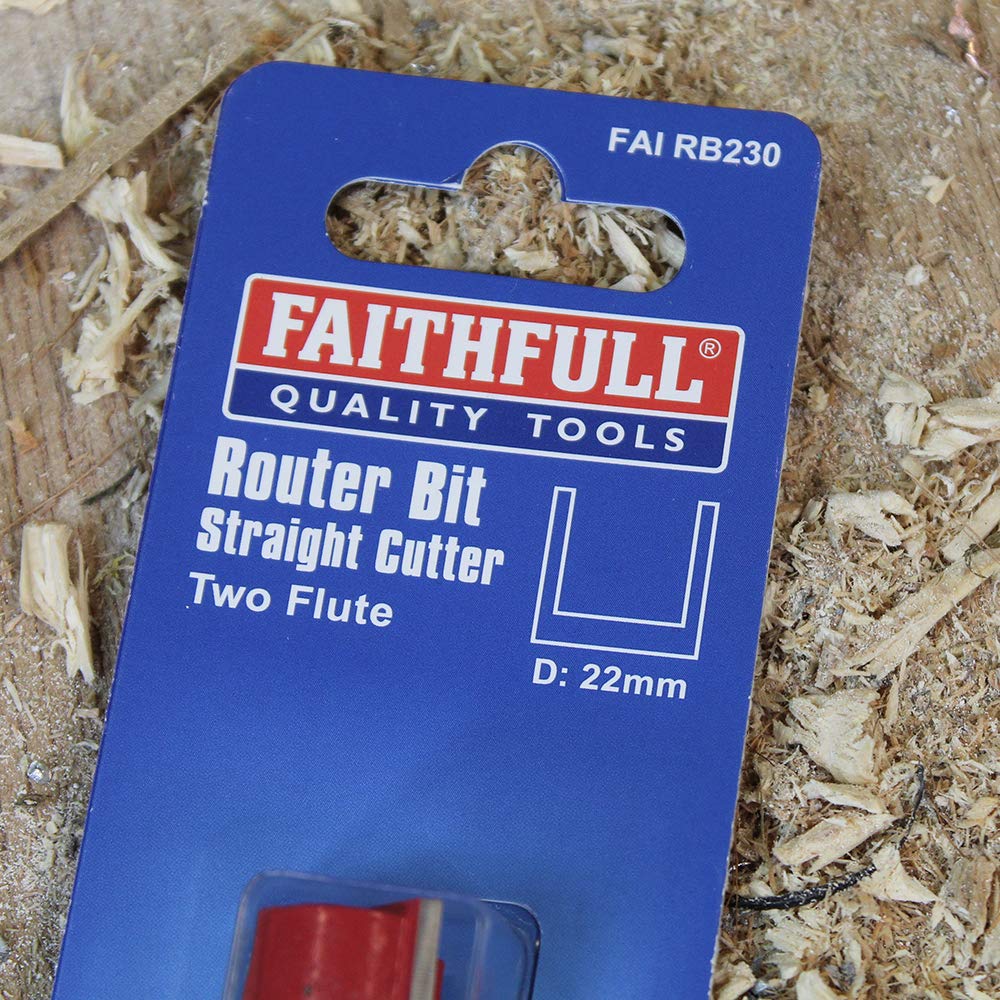 FAI RB230
FAITHFULL®
QUALITY TOOLS
Router Bit
Straight Cutter
Two Flute
D: 22mm